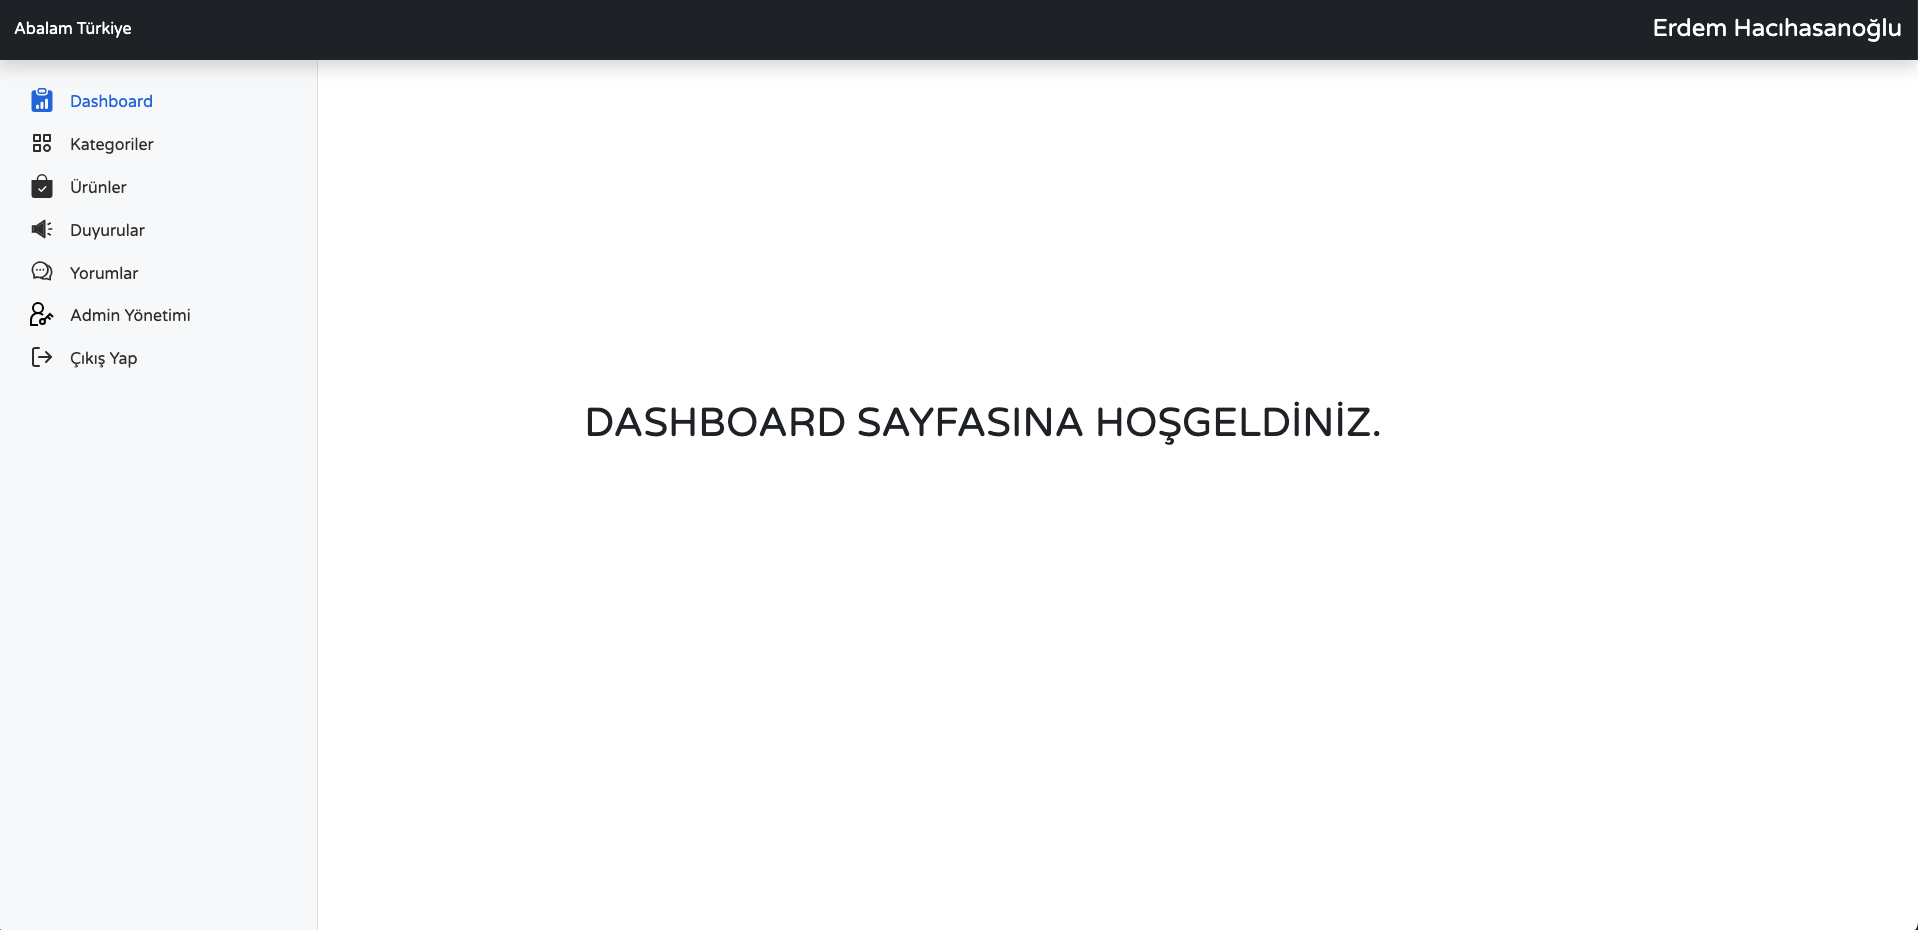 Abalam Türkiye
Erdem Hacıhasanoğlu
Dashboard
Kategoriler
Ürünler
Duyurular
Yorumlar
Admin Yönetimi
Çıkış Yap
DASHBOARD SAYFASINA HOŞGELDİNİZ.